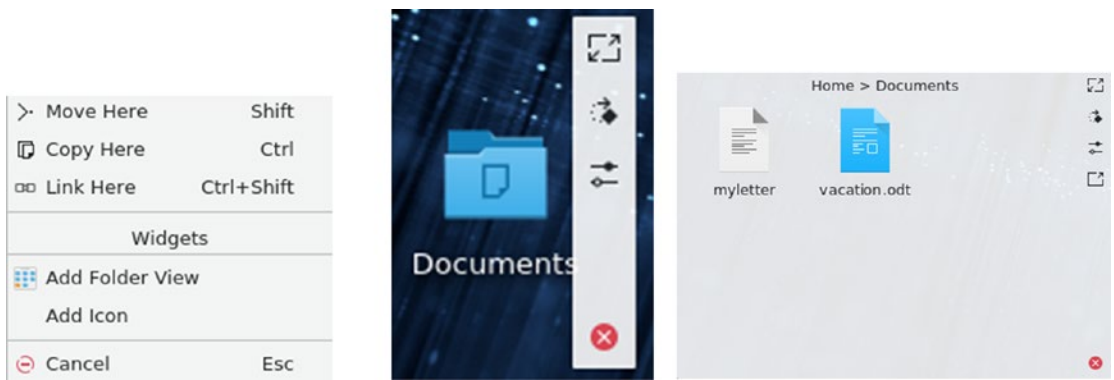 Move Here Shift
Copy Here Ctrl
Link Here Ctrl+Shift
Widgets
Add Folder View
Add Icon
Cancel Esc
Documents
Home > Documents
myletter vacation.odt